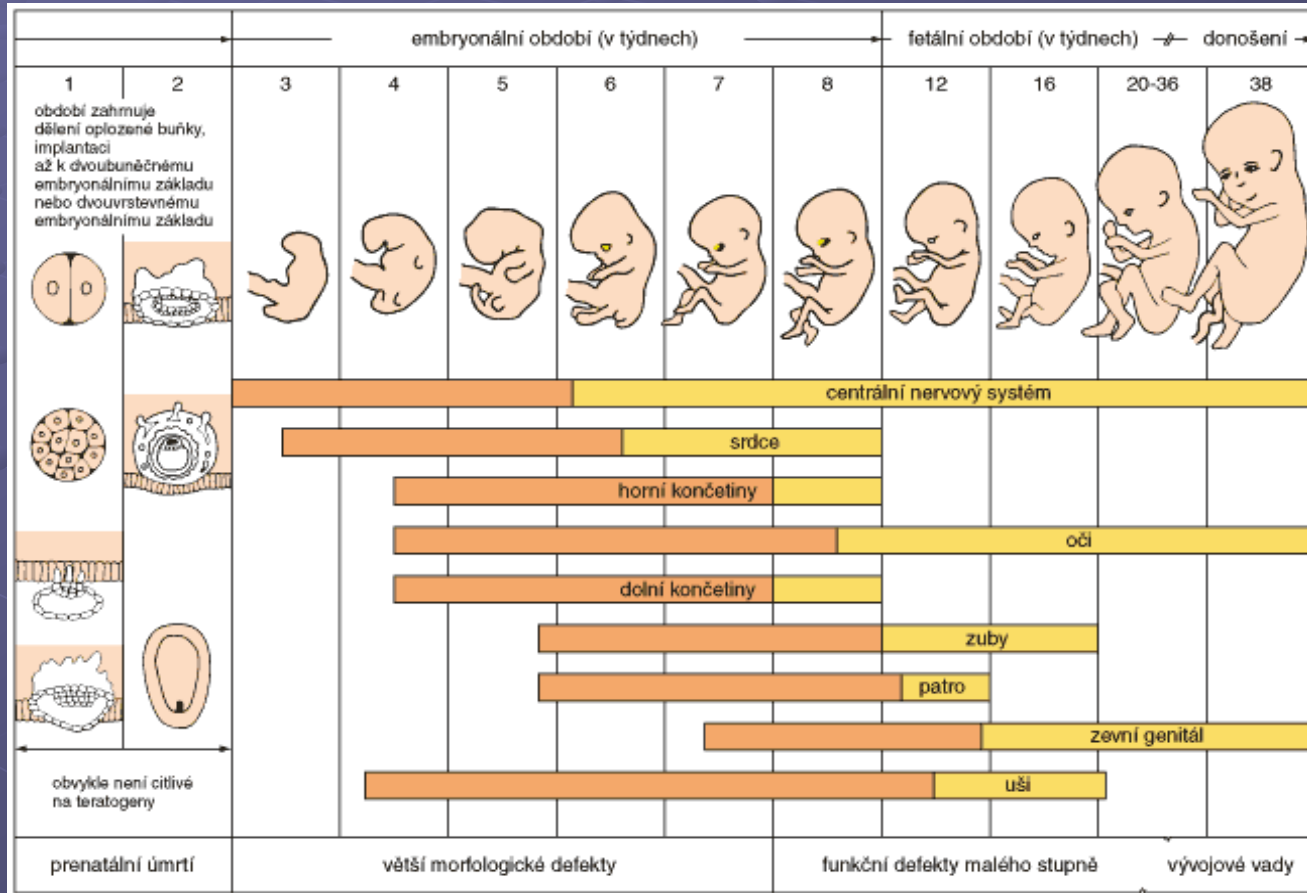 embryonální období (v týdnech)
fetální období (v týdnech)
donošení
1 2 3 4 5 6 7 8 12 16 20-36 38
období zahrnuje
dělení oplozené buňky,
implantaci
až k dvoubuněčnému
embryonálnímu základu
nebo dvouvrstevnému
embryonálnímu základu
centrální nervový systém
srdce
horní končetiny
oči
dolní končetiny
zuby
patro
zevní genitál
uši
obvykle není citlivé
na teratogeny
prenatální úmrtí
větší morfologické defekty
funkční defekty malého stupně
vývojové vady